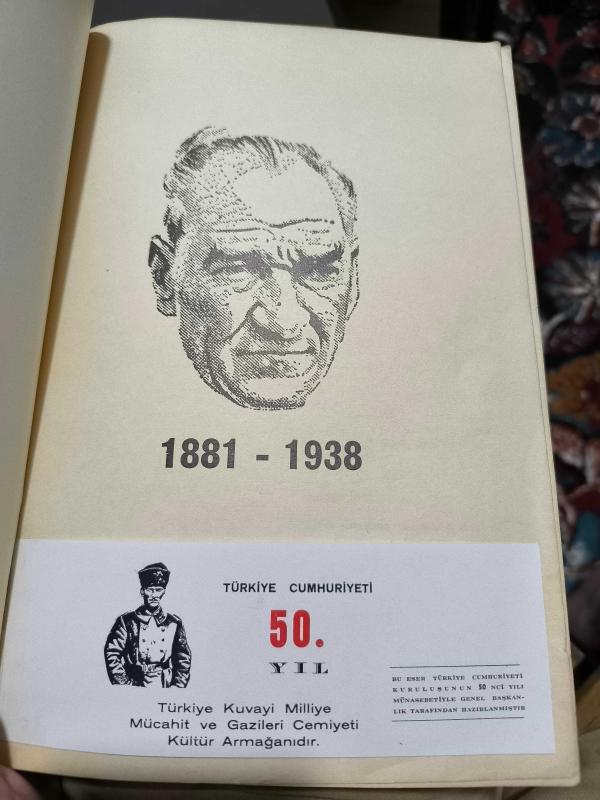 1881 - 1938
TÜRKİYE CUMHURİYETİ
50.
YIL
Türkiye Kuvayi Milliye
Mücahit ve Gazileri Cemiyeti
Kültür Armağanıdır.
BU ESER TÜRKİYE CUMHURİYETİ
KURULUŞUNUN 50 NCİ YILI
MÜNASEBETİYLE GENEL BAŞKAN-
LIK TARAFINDAN HAZIRLANMIŞTIR